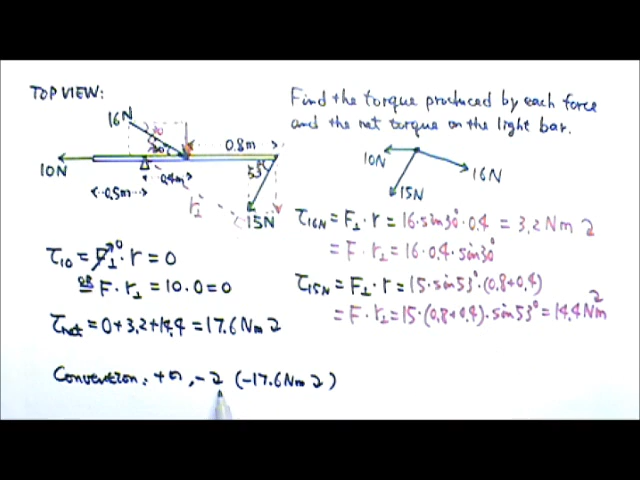 TOP VIEW:
Find the torque produced by each force
and the net torque on the light bar.
16N
30°
30°
0.8m
10N
53°
0.4m
0.5m
r⊥
15N
10N
16N
15N
τ16N = F⊥ · r = 16·sin30°·0.4 = 3.2 Nm ↻
= F · r⊥ = 16·0.4·sin30°
τ10 = F⊥⁰ · r = 0
or = F · r⊥ = 10·0 = 0
τ15N = F⊥ · r = 15·sin53°·(0.8+0.4)
= F · r⊥ = 15·(0.8+0.4)·sin53° = 14.4 Nm ↻
τnet = 0+3.2+14.4 = 17.6 Nm ↻
Convention: + ↺, − ↻ (−17.6 Nm ↻)